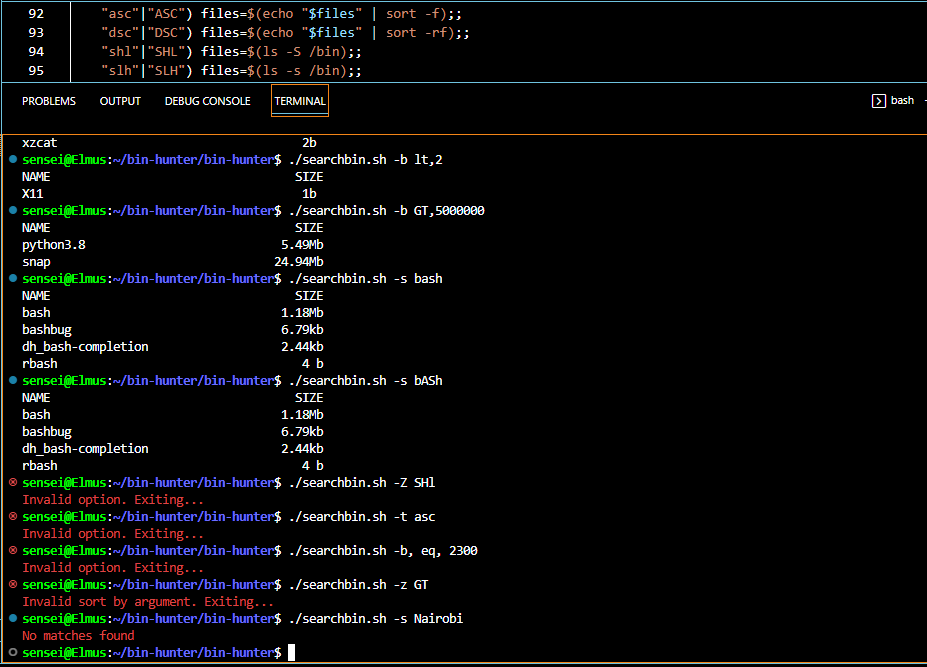 92 "asc"|"ASC") files=$(echo "$files" | sort -f);;
93 "dsc"|"DSC") files=$(echo "$files" | sort -rf);;
94 "shl"|"SHL") files=$(ls -S /bin);;
95 "slh"|"SLH") files=$(ls -s /bin);;
PROBLEMS OUTPUT DEBUG CONSOLE TERMINAL bash
xzcat 2b
sensei@Elmus:~/bin-hunter/bin-hunter$ ./searchbin.sh -b lt,2
NAME SIZE
X11 1b
sensei@Elmus:~/bin-hunter/bin-hunter$ ./searchbin.sh -b GT,5000000
NAME SIZE
python3.8 5.49Mb
snap 24.94Mb
sensei@Elmus:~/bin-hunter/bin-hunter$ ./searchbin.sh -s bash
NAME SIZE
bash 1.18Mb
bashbug 6.79kb
dh_bash-completion 2.44kb
rbash 4 b
sensei@Elmus:~/bin-hunter/bin-hunter$ ./searchbin.sh -s bASh
NAME SIZE
bash 1.18Mb
bashbug 6.79kb
dh_bash-completion 2.44kb
rbash 4 b
sensei@Elmus:~/bin-hunter/bin-hunter$ ./searchbin.sh -Z SHl
Invalid option. Exiting...
sensei@Elmus:~/bin-hunter/bin-hunter$ ./searchbin.sh -t asc
Invalid option. Exiting...
sensei@Elmus:~/bin-hunter/bin-hunter$ ./searchbin.sh -b, eq, 2300
Invalid option. Exiting...
sensei@Elmus:~/bin-hunter/bin-hunter$ ./searchbin.sh -z GT
Invalid sort by argument. Exiting...
sensei@Elmus:~/bin-hunter/bin-hunter$ ./searchbin.sh -s Nairobi
No matches found
sensei@Elmus:~/bin-hunter/bin-hunter$